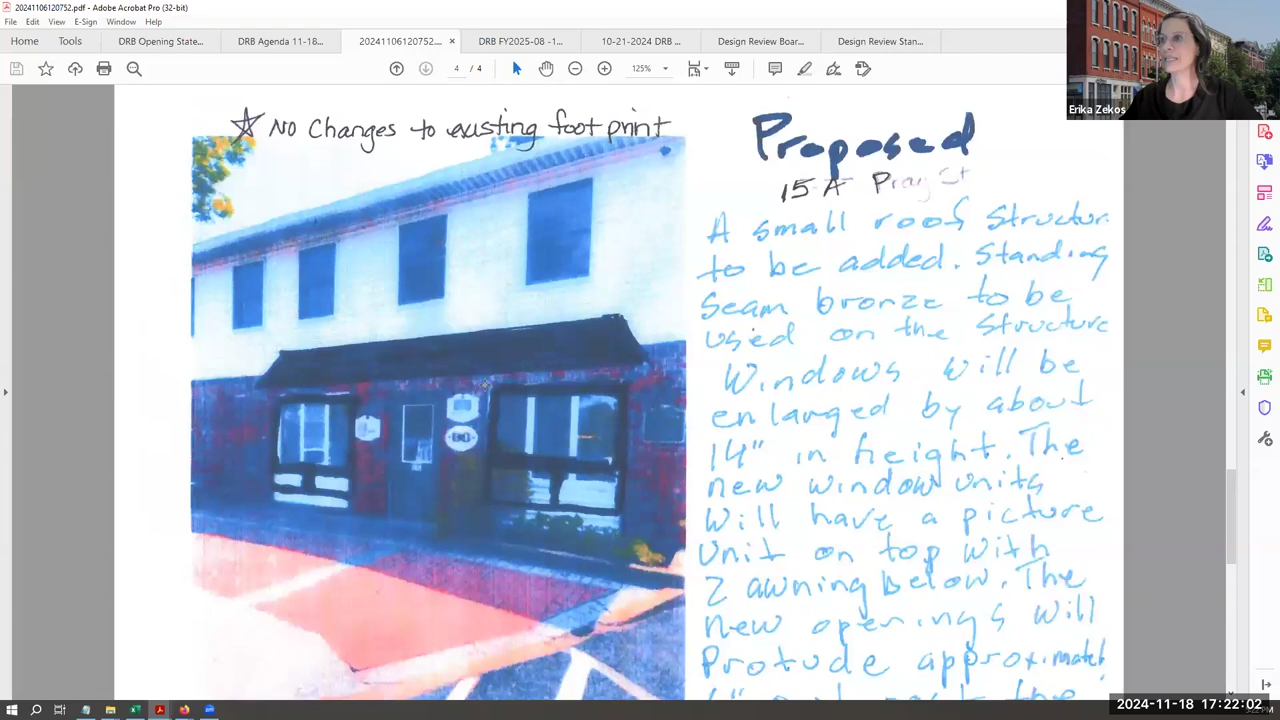 20241106120752.pdf - Adobe Acrobat Pro (32-bit)
File Edit View E-Sign Window Help
Home Tools DRB Opening State... DRB Agenda 11-18... 20241106120752.... × DRB FY2025-08 -1... 10-21-2024 DRB ... Design Review Boar... Design Review Stan...
4 / 4 125%
Erika Zekos
☆ No Changes to existing foot print
Proposed
15 A Pray St
A small roof structur
to be added. Standing
Seam bronze to be
used on the structure
Windows will be
enlarged by about
14" in height. The
new window units
will have a picture
unit on top with
2 awning below. The
new openings will
Protude approximatel
2024-11-18 17:22:02